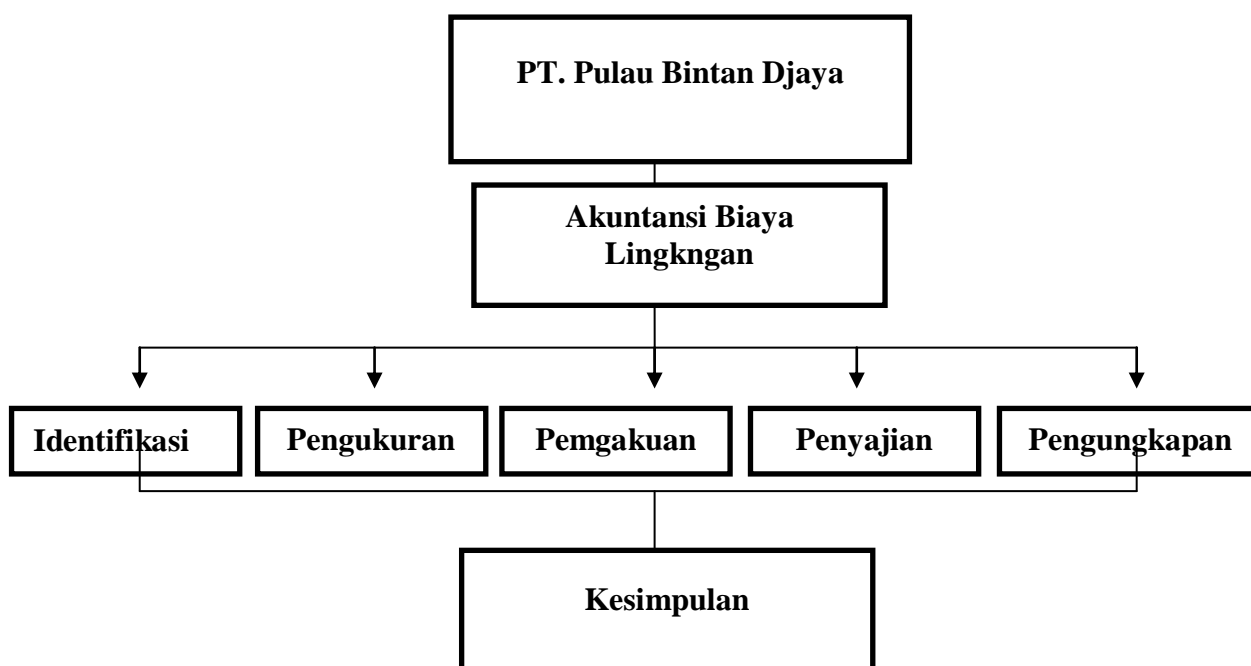 PT. Pulau Bintan Djaya
Akuntansi Biaya
Lingkngan
Identifikasi
Pengukuran
Pemgakuan
Penyajian
Pengungkapan
Kesimpulan